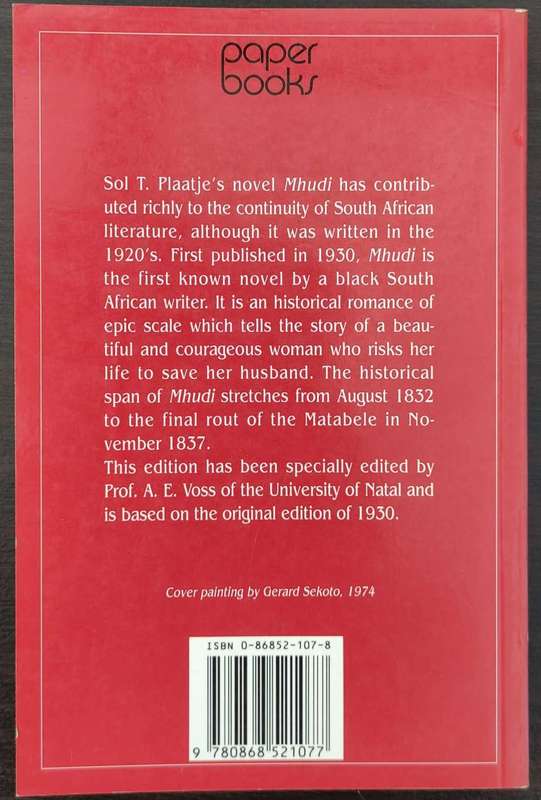 paper
books
Sol T. Plaatje's novel Mhudi has contrib-
uted richly to the continuity of South African
literature, although it was written in the
1920's. First published in 1930, Mhudi is
the first known novel by a black South
African writer. It is an historical romance of
epic scale which tells the story of a beau-
tiful and courageous woman who risks her
life to save her husband. The historical
span of Mhudi stretches from August 1832
to the final rout of the Matabele in No-
vember 1837.
This edition has been specially edited by
Prof. A. E. Voss of the University of Natal and
is based on the original edition of 1930.
Cover painting by Gerard Sekoto, 1974
ISBN 0-86852-107-8
9 780868 521077